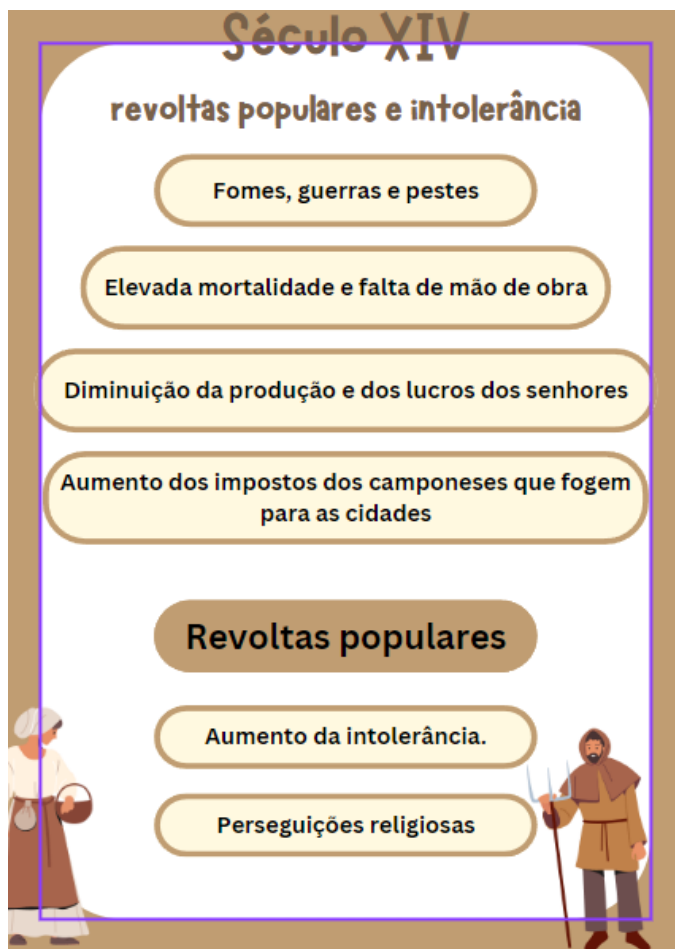 Século XIV
revoltas populares e intolerância
Fomes, guerras e pestes
Elevada mortalidade e falta de mão de obra
Diminuição da produção e dos lucros dos senhores
Aumento dos impostos dos camponeses que fogem
para as cidades
Revoltas populares
Aumento da intolerância.
Perseguições religiosas